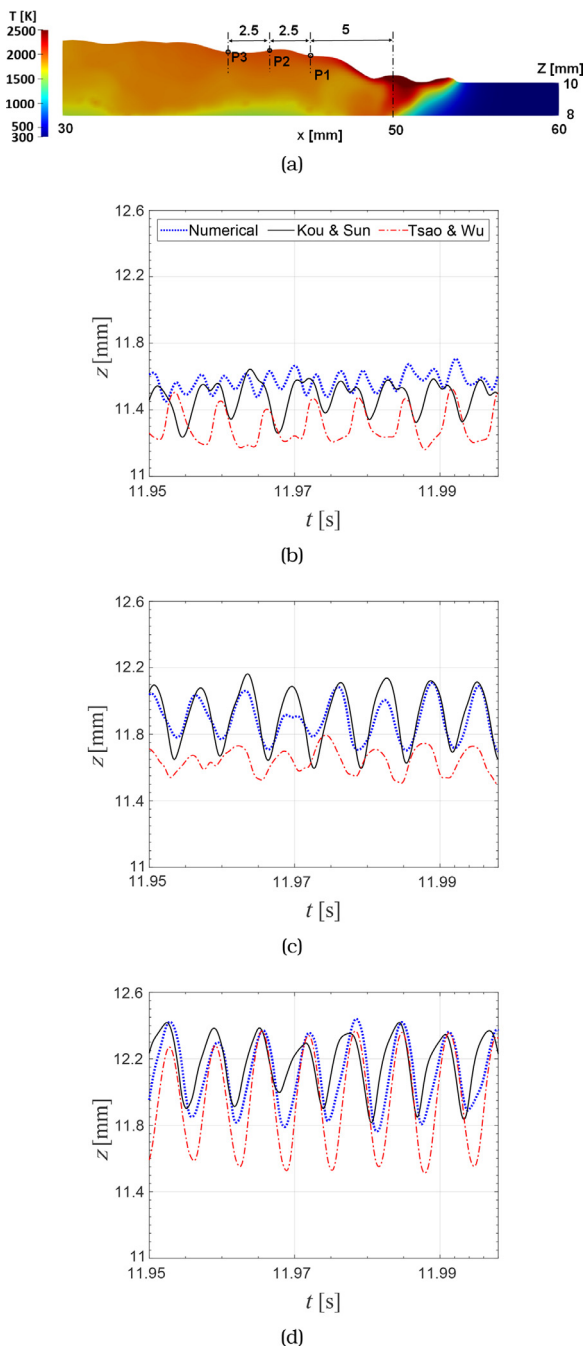 T [K]
2500
2000
1500
1000
500
300
2.5 2.5 5
P3 P2 P1
Z [mm]
10
8
30 50 60
x [mm]
(a)
12.6
Numerical Kou & Sun Tsao & Wu
12.2
11.8
11.4
11
z [mm]
11.95 11.97 11.99
t [s]
(b)
12.6
12.2
11.8
11.4
11
z [mm]
11.95 11.97 11.99
t [s]
(c)
12.6
12.2
11.8
11.4
11
z [mm]
11.95 11.97 11.99
t [s]
(d)